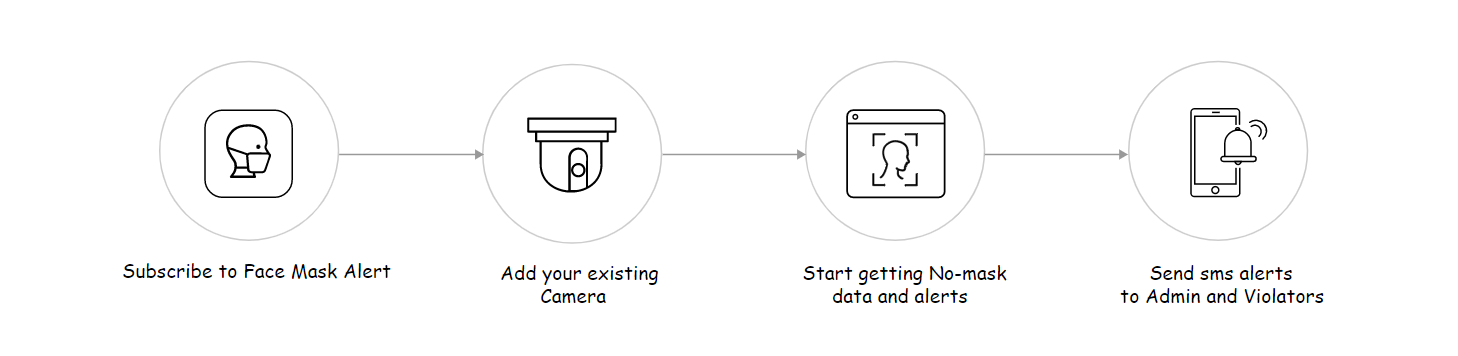 Subscribe to Face Mask Alert
Add your existing
Camera
Start getting No-mask
data and alerts
Send sms alerts
to Admin and Violators